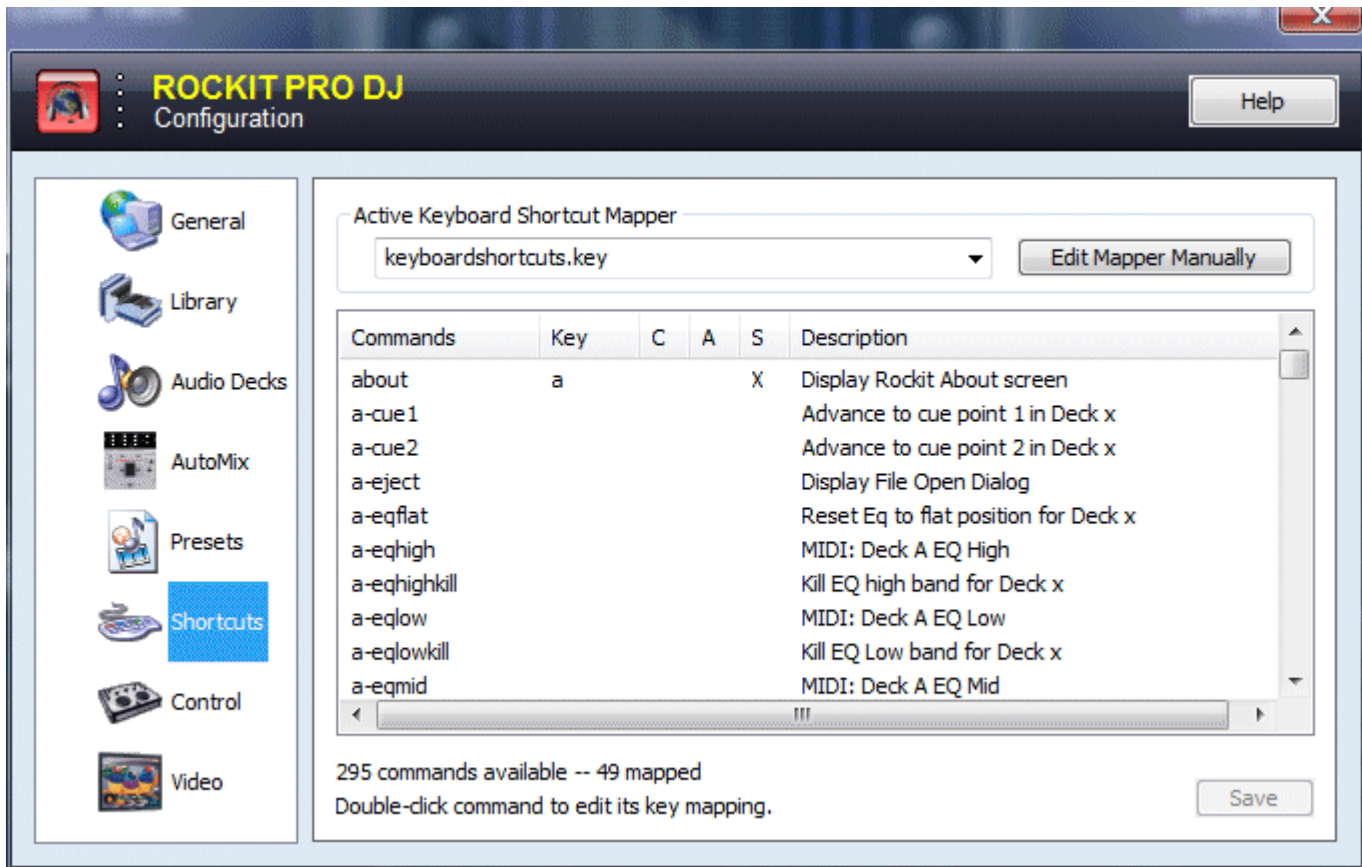 X
ROCKIT PRO DJ
Configuration
Help
General
Library
Audio Decks
AutoMix
Presets
Shortcuts
Control
Video
Active Keyboard Shortcut Mapper
keyboardshortcuts.key
Edit Mapper Manually
Commands Key C A S Description
about a X Display Rockit About screen
a-cue1 Advance to cue point 1 in Deck x
a-cue2 Advance to cue point 2 in Deck x
a-eject Display File Open Dialog
a-eqflat Reset Eq to flat position for Deck x
a-eqhigh MIDI: Deck A EQ High
a-eqhighkill Kill EQ high band for Deck x
a-eqlow MIDI: Deck A EQ Low
a-eqlowkill Kill EQ Low band for Deck x
a-eqmid MIDI: Deck A EQ Mid
295 commands available -- 49 mapped
Double-click command to edit its key mapping.
Save